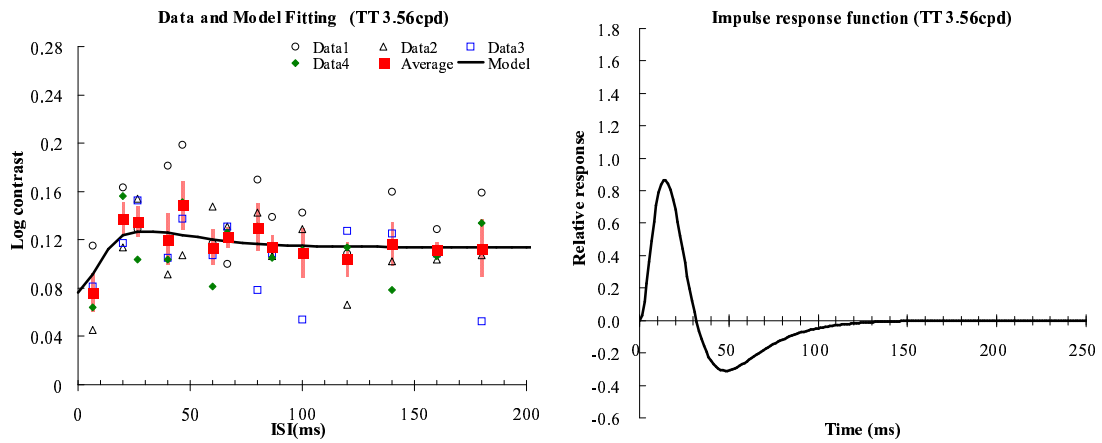 Data and Model Fitting (TT 3.56cpd)
Data1 Data2 Data3
Data4 Average Model
Log contrast
0.28
0.24
0.2
0.16
0.12
0.08
0.04
0
0 50 100 150 200
ISI(ms)
Impulse response function (TT 3.56cpd)
Relative response
1.8
1.6
1.4
1.2
1.0
0.8
0.6
0.4
0.2
0.0
-0.2
-0.4
-0.6
0 50 100 150 200 250
Time (ms)